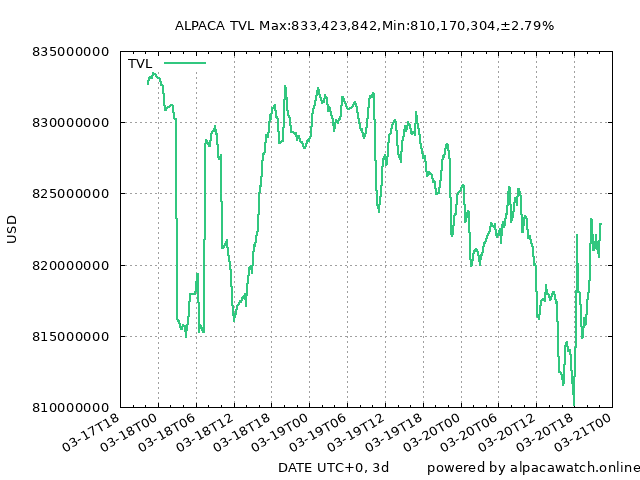 ALPACA TVL Max:833,423,842,Min:810,170,304,±2.79%
835000000
TVL
830000000
825000000
USD
820000000
815000000
810000000
03-17T18
03-18T00
03-18T06
03-18T12
03-18T18
03-19T00
03-19T06
03-19T12
03-19T18
03-20T00
03-20T06
03-20T12
03-20T18
03-21T00
DATE UTC+0, 3d
powered by alpacawatch.online